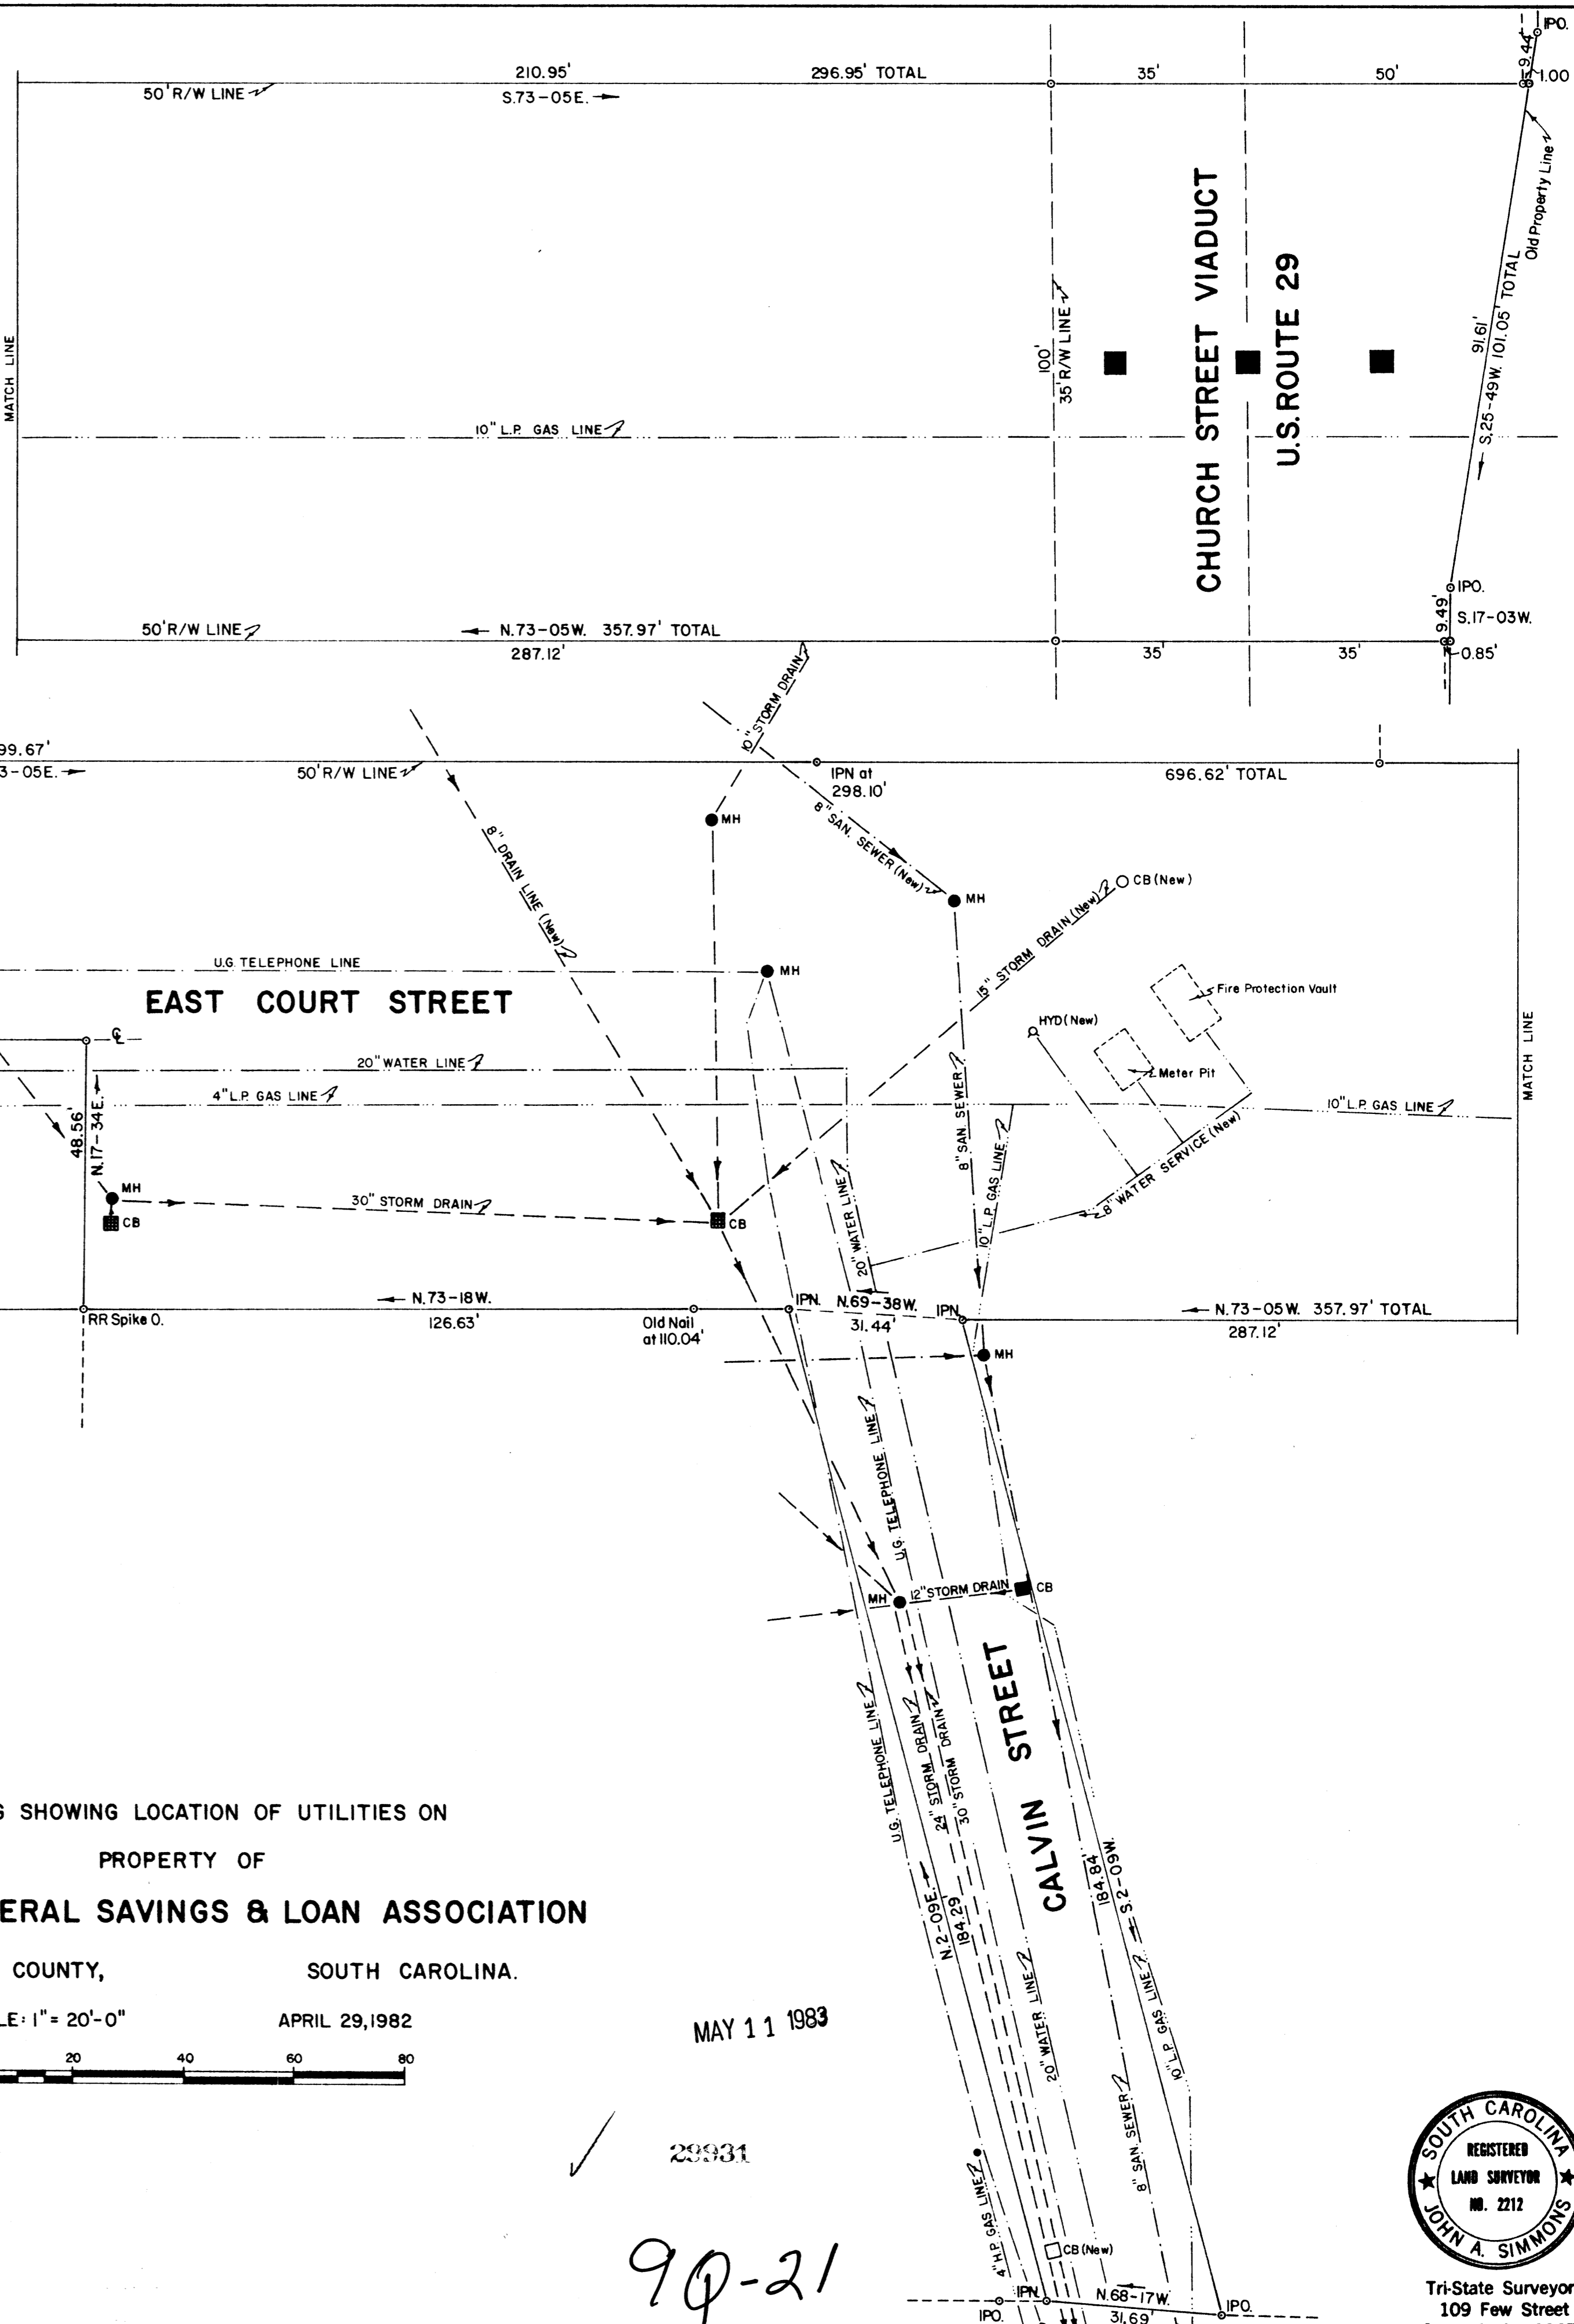 IPO.
9.44'
1.00
210.95'
296.95' TOTAL
35'
50'
50' R/W LINE
S.73-05E.
Old Property Line
CHURCH STREET VIADUCT
U.S. ROUTE 29
MATCH LINE
100'
35' R/W LINE
91.61'
S.25-49W. 101.05' TOTAL
10" L.P. GAS LINE
IPO.
9.49'
S.17-03W.
50' R/W LINE
N.73-05W. 357.97' TOTAL
287.12'
35'
35'
0.85'
10" STORM DRAIN
99.67'
3-05E.
50' R/W LINE
IPN at
298.10'
696.62' TOTAL
MH
8" DRAIN LINE (New)
8" SAN. SEWER (New)
MH
CB (New)
15" STORM DRAIN (New)
U.G. TELEPHONE LINE
MH
EAST COURT STREET
Fire Protection Vault
HYD (New)
Meter Pit
MATCH LINE
20" WATER LINE
4" L.P. GAS LINE
10" L.P. GAS LINE
48.56'
N.17-34E.
8" SAN. SEWER
10" L.P. GAS LINE
8" WATER SERVICE (New)
MH
CB
30" STORM DRAIN
CB
20" WATER LINE
RR Spike O.
N.73-18W.
126.63'
Old Nail
at 110.04'
IPN.
N.69-38W.
31.44'
IPN
N.73-05W. 357.97' TOTAL
287.12'
MH
U.G. TELEPHONE LINE
MH
12" STORM DRAIN
CB
CALVIN STREET
U.G. TELEPHONE LINE
24" STORM DRAIN
30" STORM DRAIN
N.2-09E.
184.29'
184.84'
S.2-09W.
20" WATER LINE
10" L.P. GAS LINE
8" SAN. SEWER
4" H.P. GAS LINE
CB (New)
IPN
IPO.
N.68-17W.
31.69'
IPO.
G SHOWING LOCATION OF UTILITIES ON
PROPERTY OF
ERAL SAVINGS & LOAN ASSOCIATION
COUNTY, SOUTH CAROLINA.
LE: 1" = 20'-0" APRIL 29, 1982
20 40 60 80
MAY 11 1983
29931
9Q-21
SOUTH CAROLINA
REGISTERED
LAND SURVEYOR
NO. 2212
JOHN A. SIMMONS
Tri-State Surveyor
109 Few Street